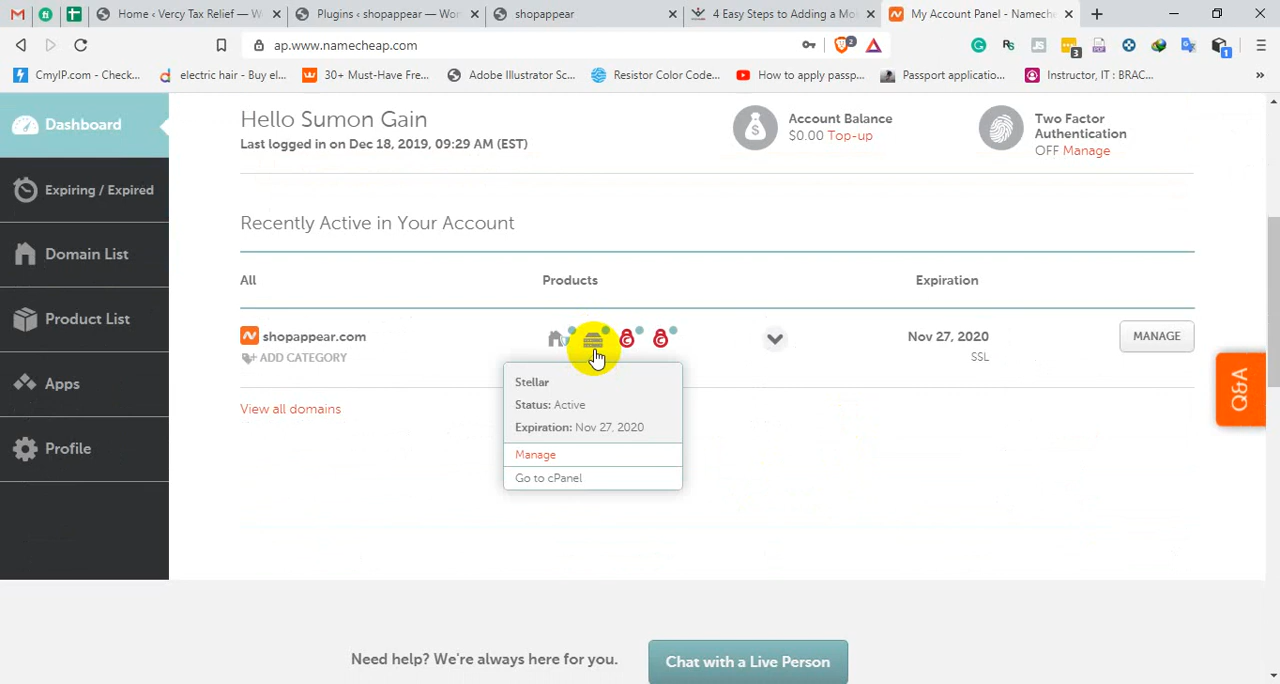 Home ‹ Vercy Tax Relief — W
Plugins ‹ shopappear — Wor
shopappear
4 Easy Steps to Adding a Mo
My Account Panel - Namech
ap.www.namecheap.com
CmyIP.com - Check...
electric hair - Buy el...
30+ Must-Have Fre...
Adobe Illustrator Sc...
Resistor Color Code...
How to apply passp...
Passport applicatio...
Instructor, IT : BRAC...
Dashboard
Expiring / Expired
Domain List
Product List
Apps
Profile
Hello Sumon Gain
Last logged in on Dec 18, 2019, 09:29 AM (EST)
Account Balance
$0.00 Top-up
Two Factor
Authentication
OFF Manage
Recently Active in Your Account
All Products Expiration
shopappear.com
ADD CATEGORY
Nov 27, 2020
SSL
MANAGE
Stellar
Status: Active
Expiration: Nov 27, 2020
Manage
Go to cPanel
View all domains
Q&A
Need help? We're always here for you.
Chat with a Live Person